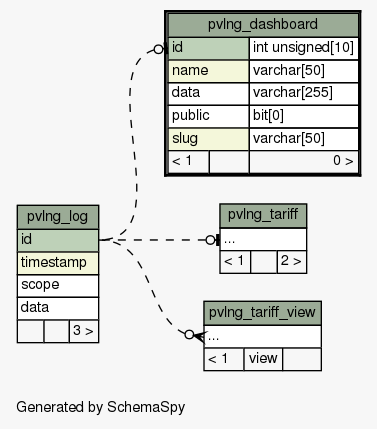 pvlng_dashboard
id int unsigned[10]
name varchar[50]
data varchar[255]
public bit[0]
slug varchar[50]
< 1 0 >
pvlng_log
id
timestamp
scope
data
3 >
pvlng_tariff
...
< 1 2 >
pvlng_tariff_view
...
< 1 view
Generated by SchemaSpy